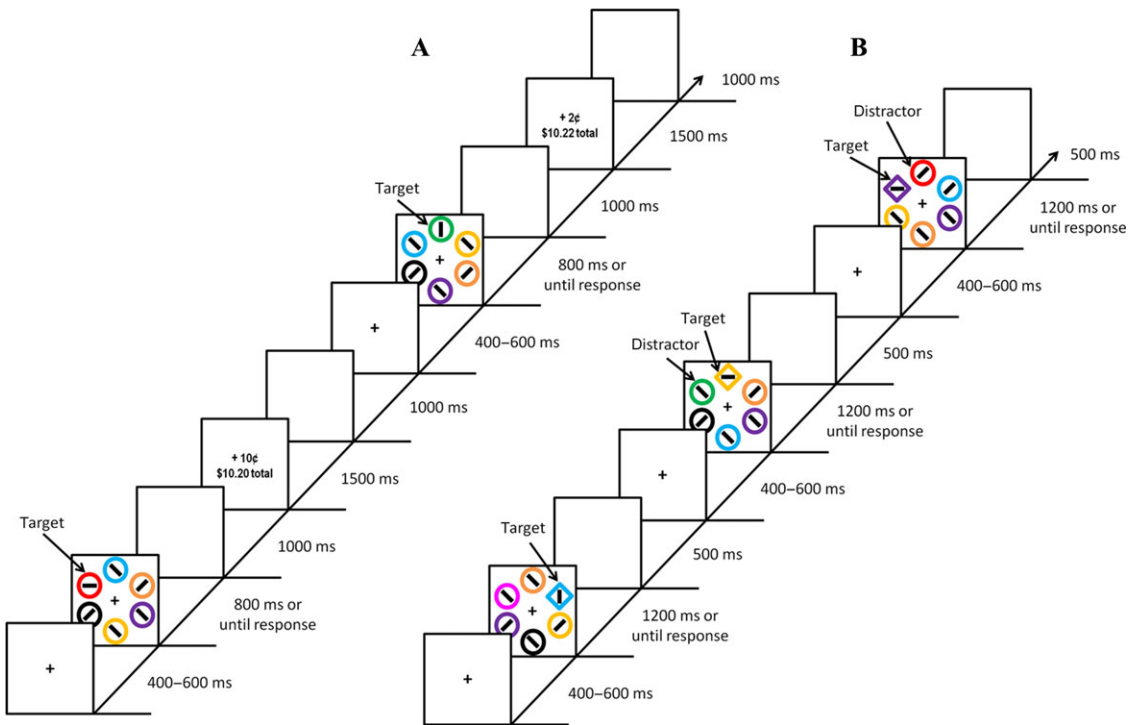 A
1000 ms
+ 2¢
$10.22 total
1500 ms
1000 ms
Target
+
800 ms or
until response
+
400–600 ms
1000 ms
+ 10¢
$10.20 total
1500 ms
1000 ms
Target
+
800 ms or
until response
+
400–600 ms
B
Distractor
Target
500 ms
+
1200 ms or
until response
+
400–600 ms
500 ms
Target
Distractor
+
1200 ms or
until response
+
400–600 ms
500 ms
Target
+
1200 ms or
until response
+
400–600 ms